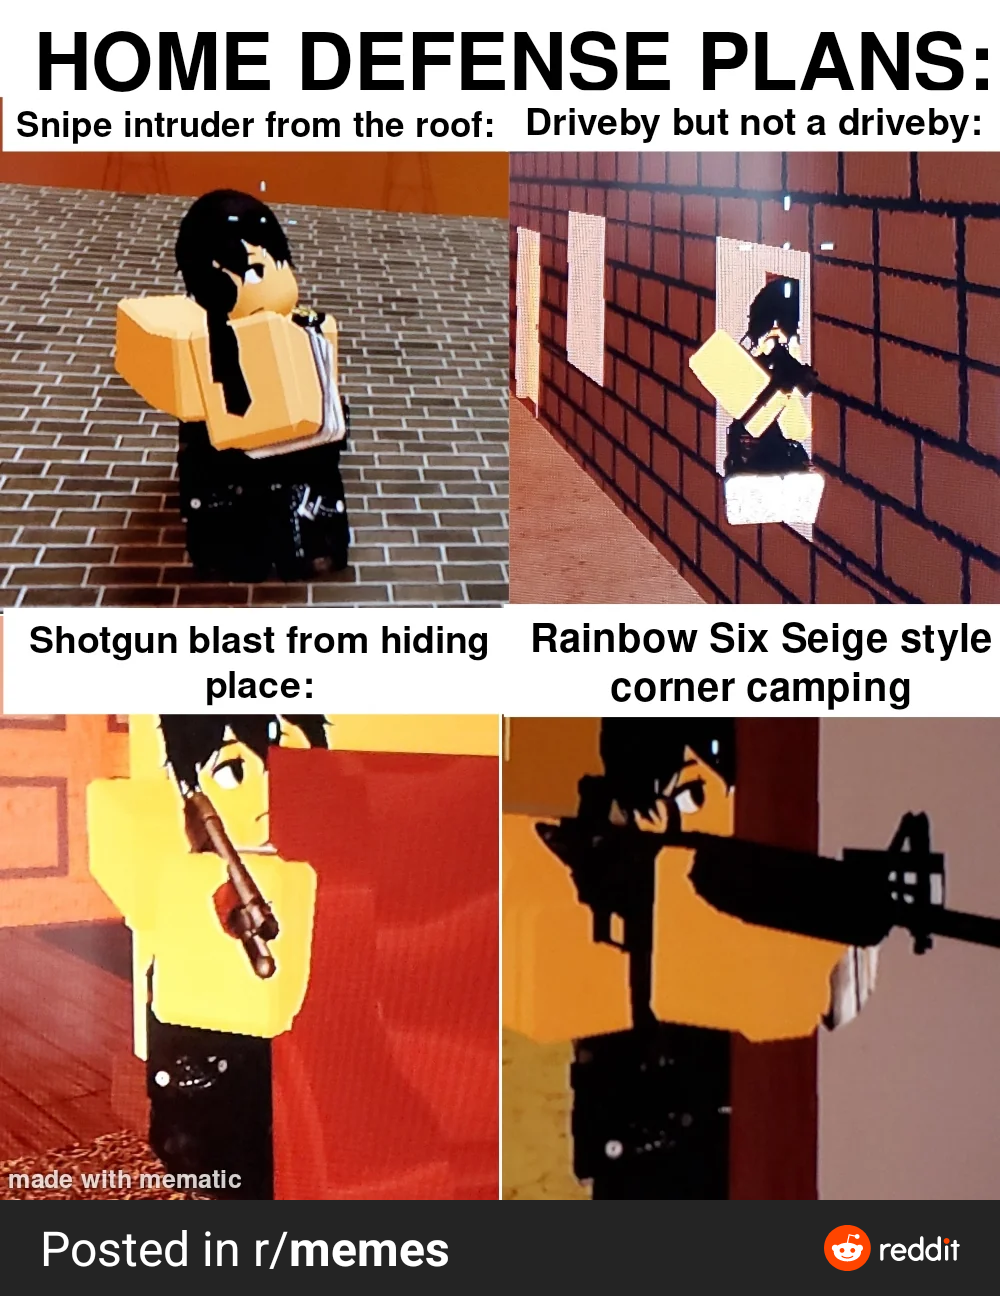 HOME DEFENSE PLANS:
Snipe intruder from the roof:
Driveby but not a driveby:
Shotgun blast from hiding
place:
Rainbow Six Seige style
corner camping
made with mematic
Posted in r/memes
reddit